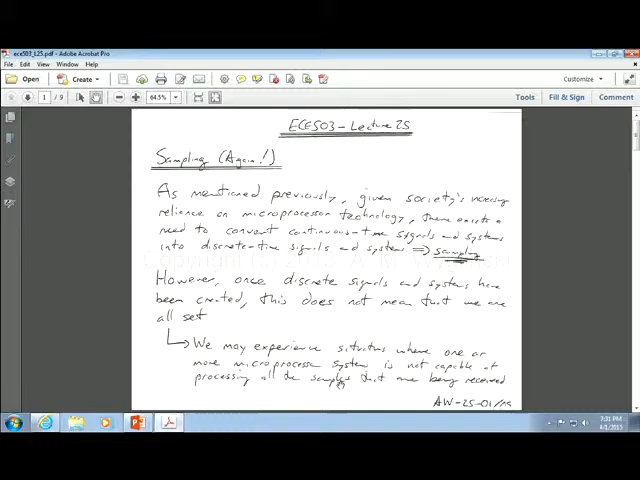 ece503_L25.pdf - Adobe Acrobat Pro
File Edit View Window Help
Open Create 1 / 9 64.5% Customize
Tools Fill & Sign Comment
ECE503-Lecture 25
Sampling (Again!)
As mentioned previously, given society's increasing
reliance on microprocessor technology, there exists a
need to convert continuous-time signals and systems
into discrete-time signals and systems ⇒ sampling
However, once discrete signals and systems have
been created, this does not mean that we are
all set
We may experience situations where one or
more microprocessor systems is not capable of
processing all the samples that are being received
AW-25-01/
7:31 PM
4/1/2015